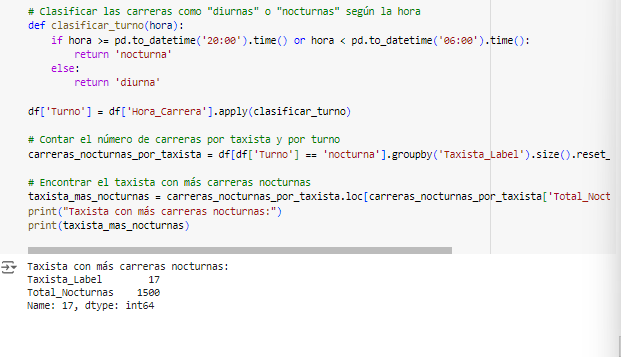 # Clasificar las carreras como "diurnas" o "nocturnas" según la hora
def clasificar_turno(hora):
    if hora >= pd.to_datetime('20:00').time() or hora < pd.to_datetime('06:00').time():
        return 'nocturna'
    else:
        return 'diurna'
df['Turno'] = df['Hora_Carrera'].apply(clasificar_turno)
# Contar el número de carreras por taxista y por turno
carreras_nocturnas_por_taxista = df[df['Turno'] == 'nocturna'].groupby('Taxista_Label').size().reset_
# Encontrar el taxista con más carreras nocturnas
taxista_mas_nocturnas = carreras_nocturnas_por_taxista.loc[carreras_nocturnas_por_taxista['Total_Noct
print("Taxista con más carreras nocturnas:")
print(taxista_mas_nocturnas)
Taxista con más carreras nocturnas:
Taxista_Label 17
Total_Nocturnas 1500
Name: 17, dtype: int64